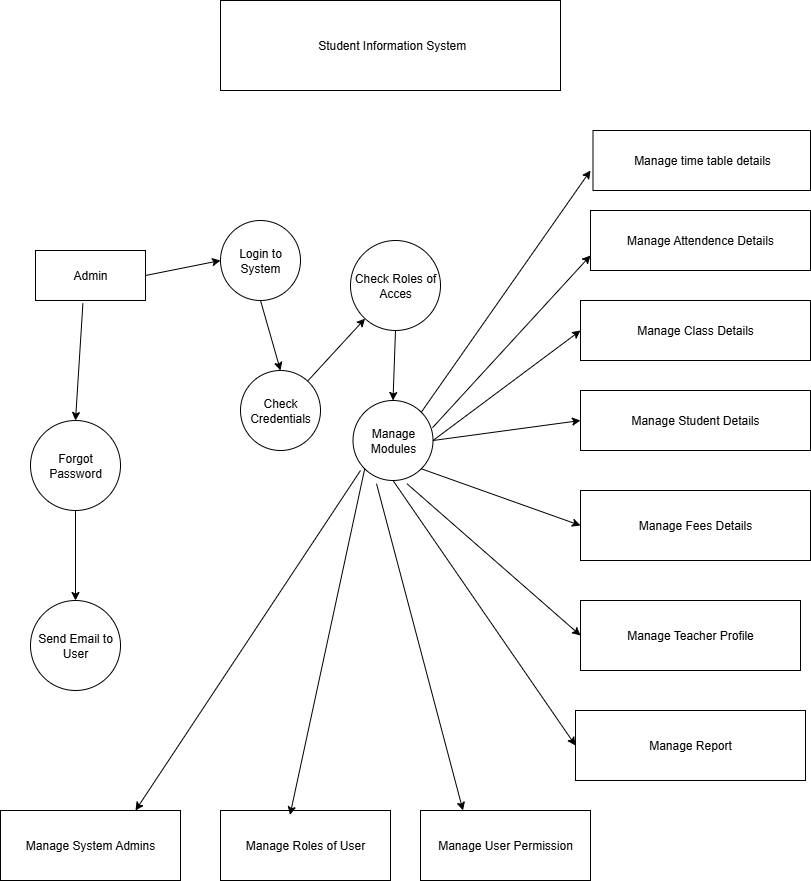 Student Information System
Manage time table details
Manage Attendence Details
Login to
System
Admin
Check Roles of
Acces
Manage Class Details
Check
Credentials
Manage Student Details
Manage
Modules
Forgot
Password
Manage Fees Details
Send Email to
User
Manage Teacher Profile
Manage Report
Manage System Admins
Manage Roles of User
Manage User Permission